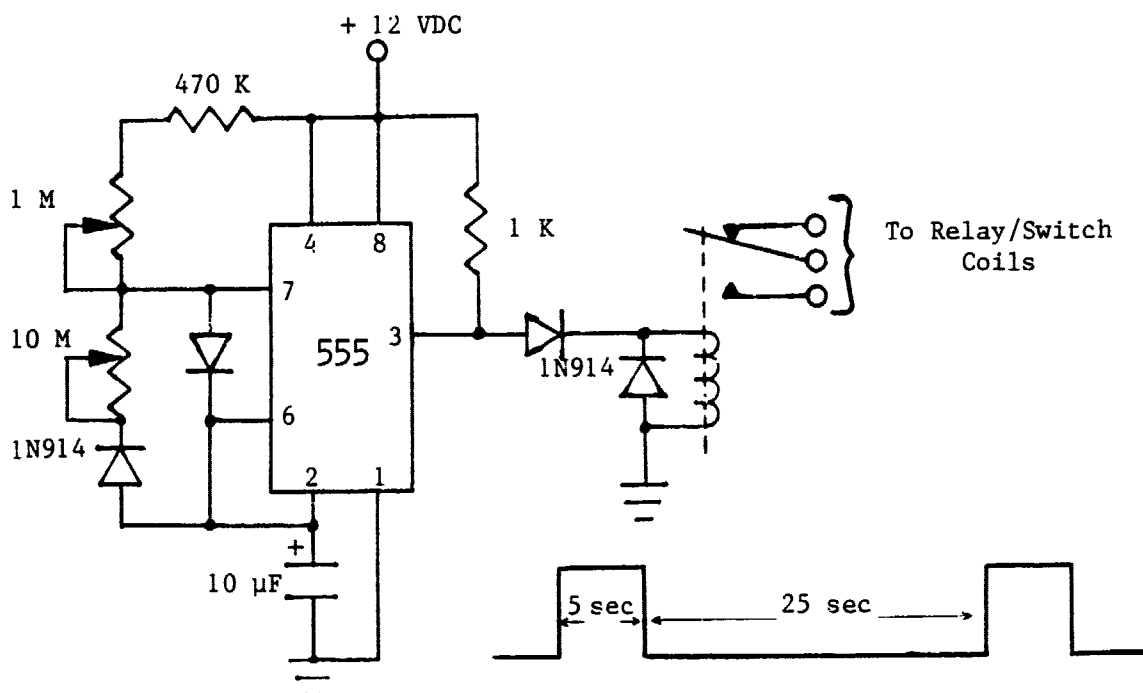 + 12 VDC
470 K
1 M
4 8
1 K
To Relay/Switch
Coils
7
10 M
3
555
1N914
6
1N914
2 1
+
10 µF
5 sec
25 sec